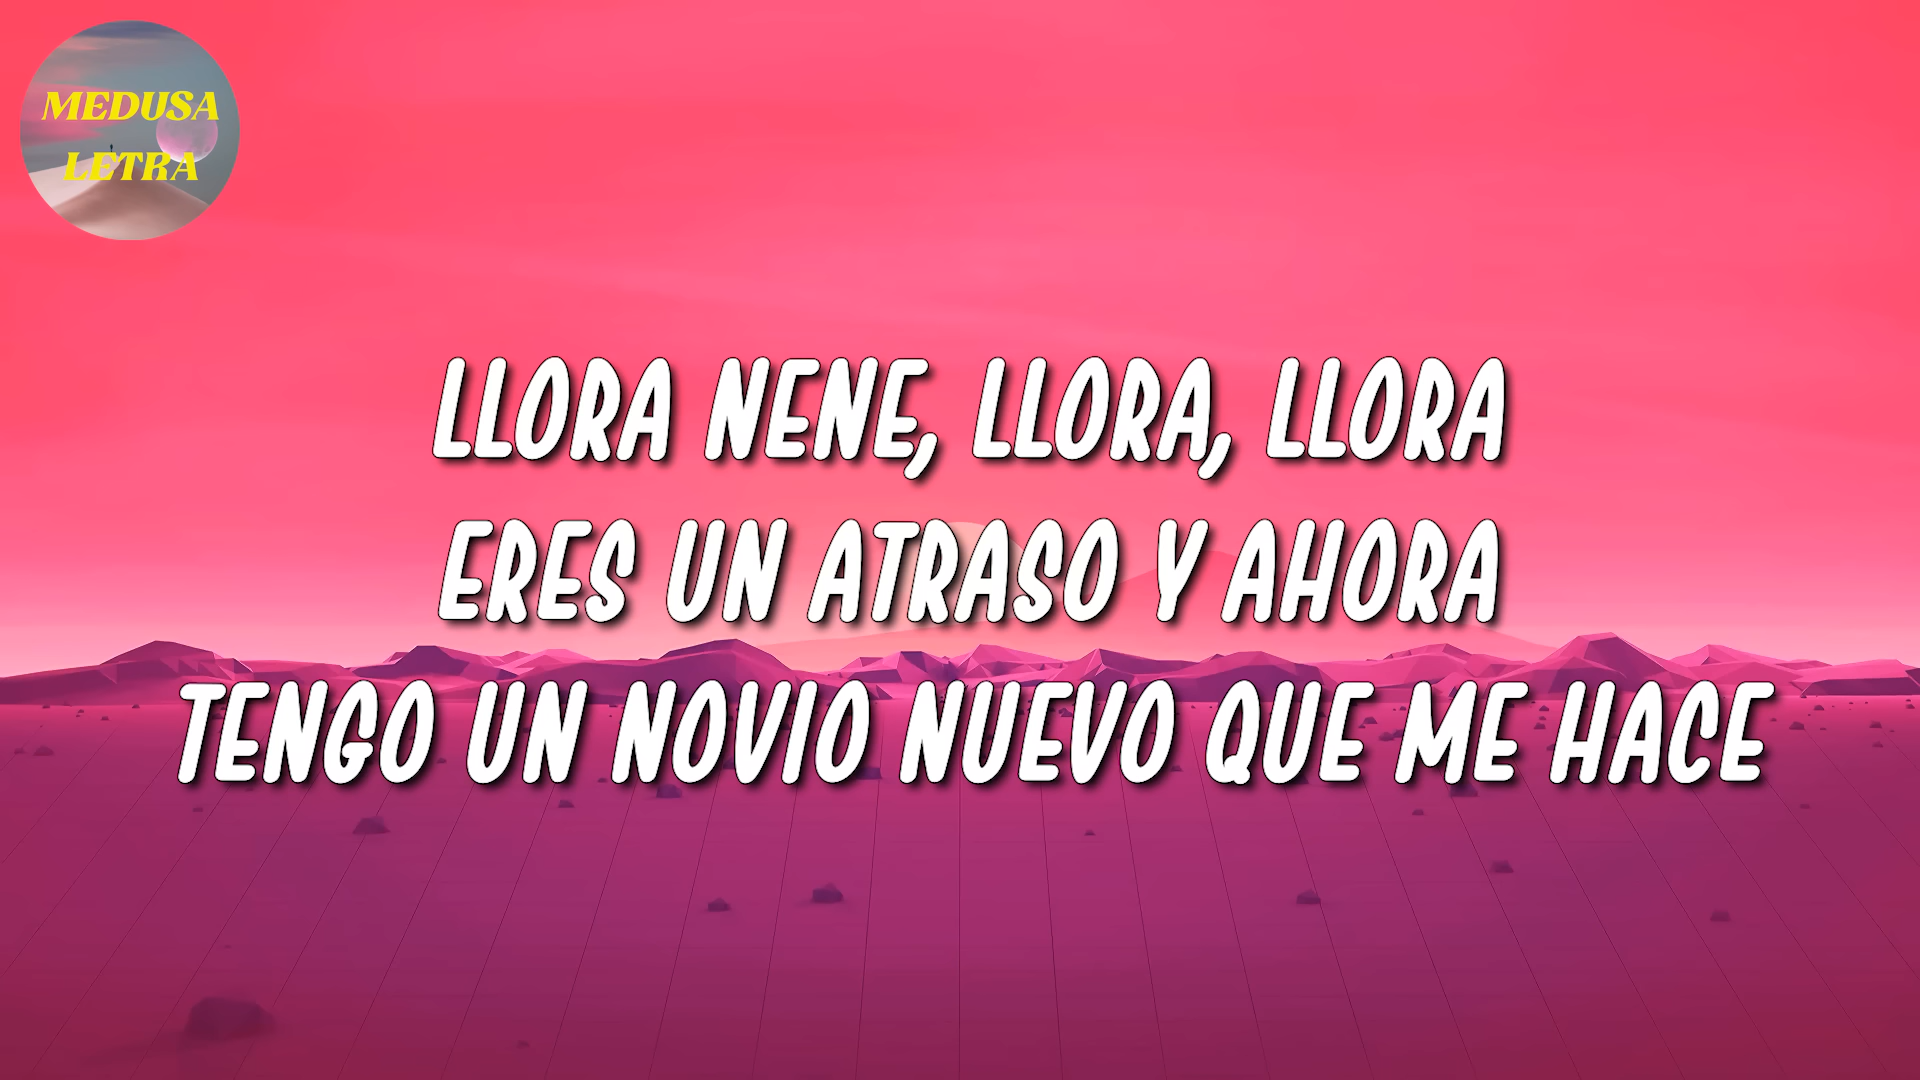 MEDUSA
LETRA
LLORA NENE, LLORA, LLORA
ERES UN ATRASO Y AHORA
TENGO UN NOVIO NUEVO QUE ME HACE